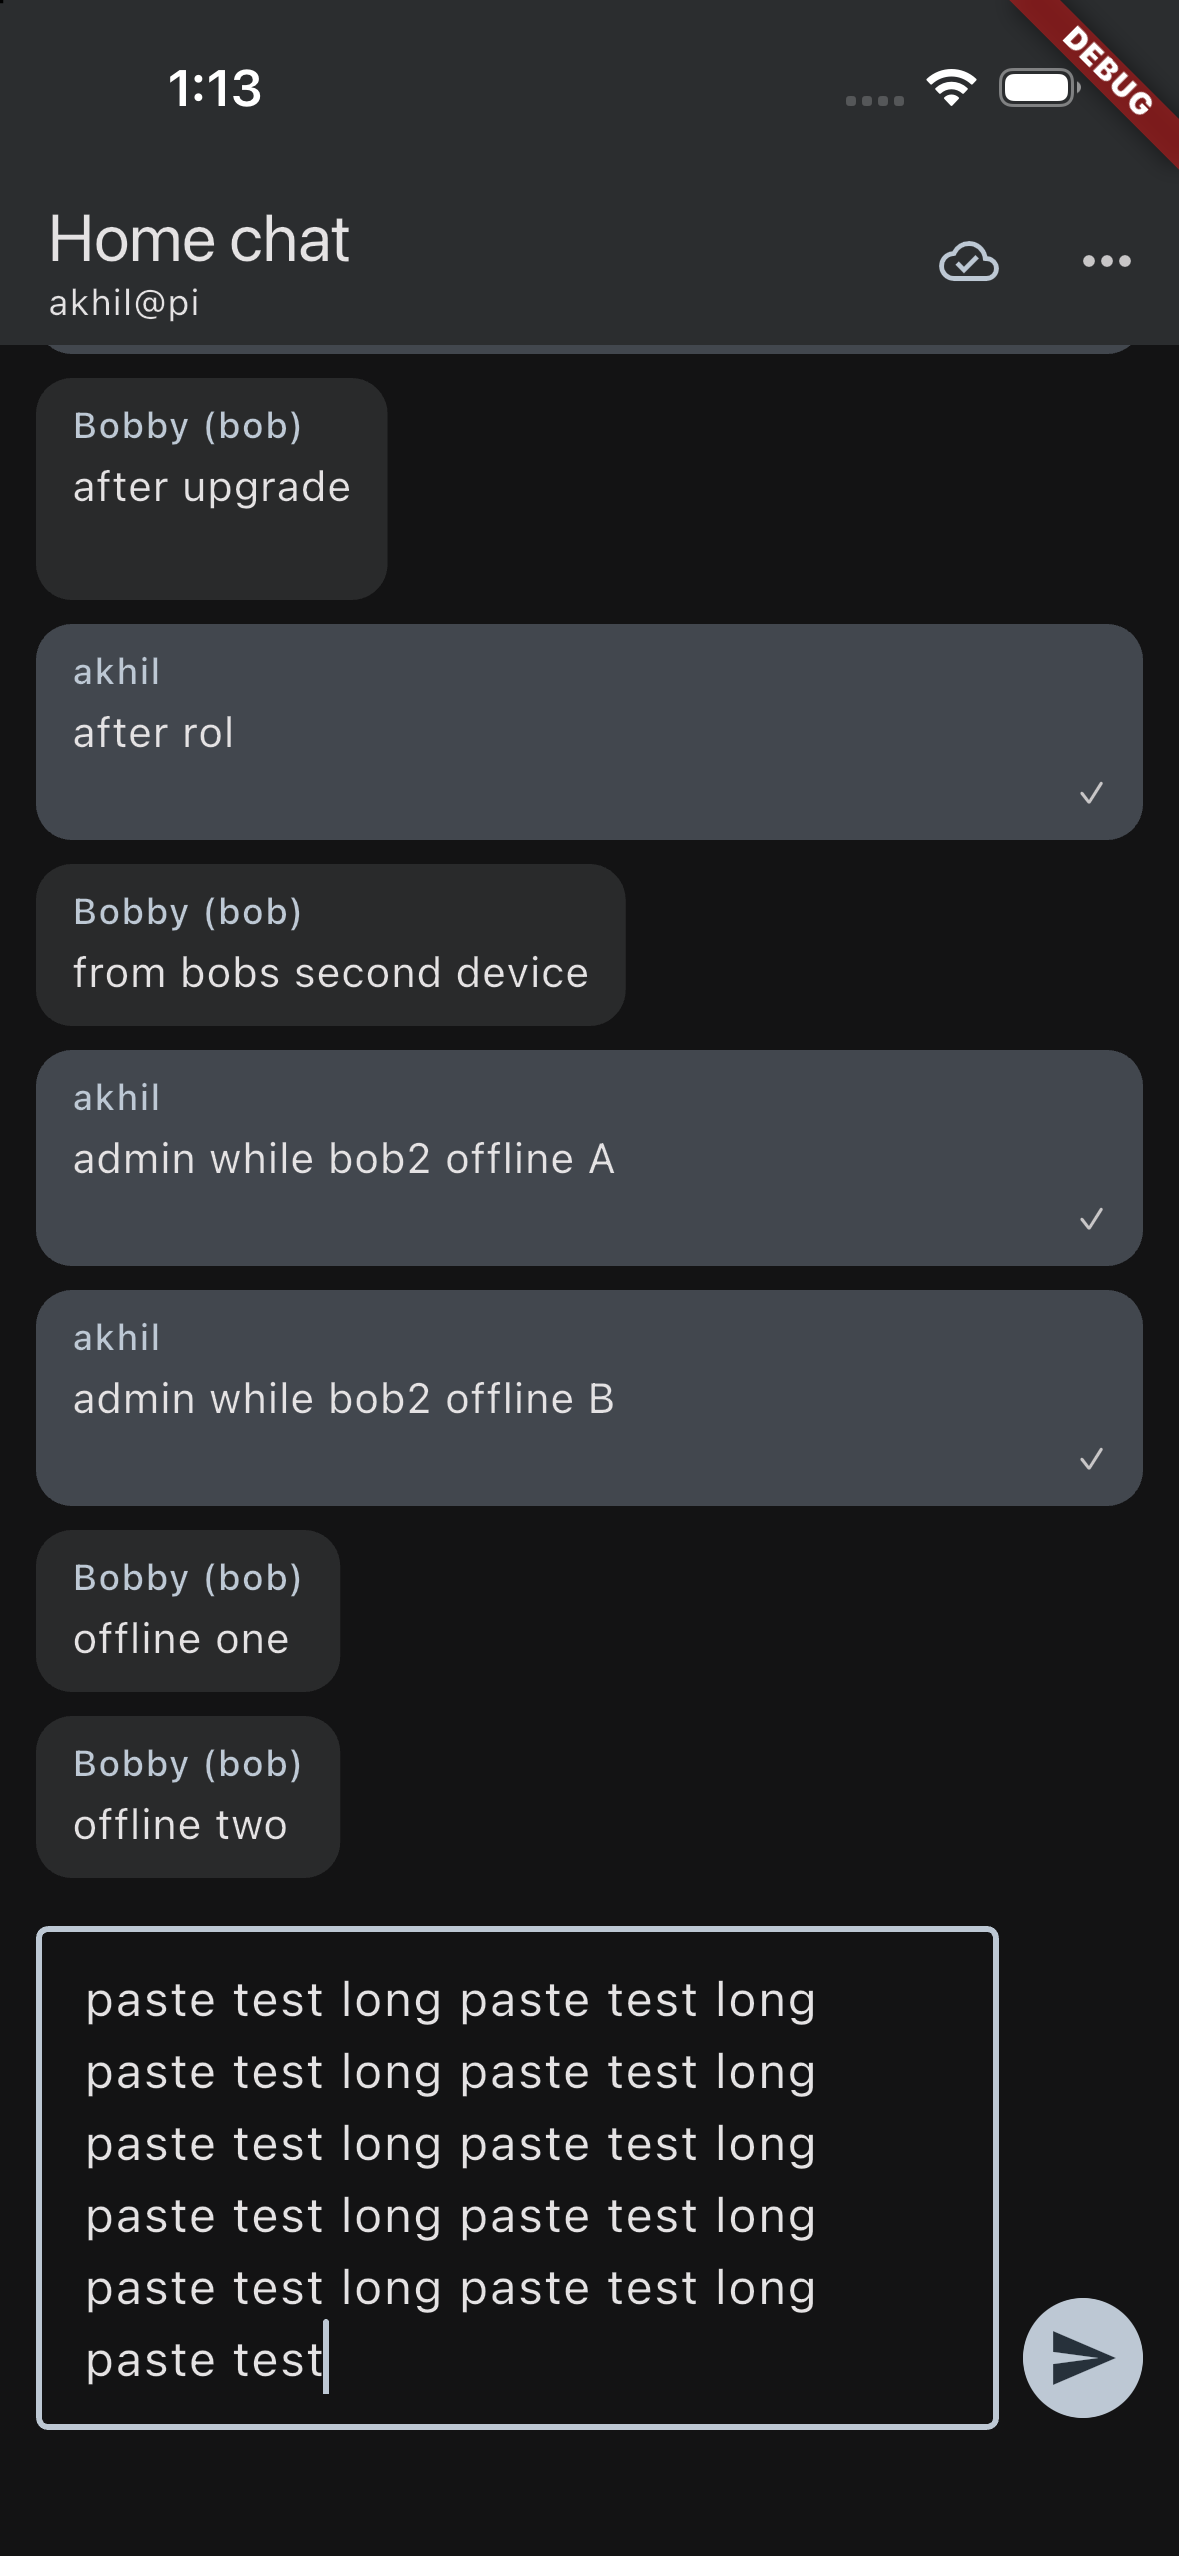 1:13
DEBUG
Home chat
akhil@pi
Bobby (bob)
after upgrade
akhil
after rol
Bobby (bob)
from bobs second device
akhil
admin while bob2 offline A
akhil
admin while bob2 offline B
Bobby (bob)
offline one
Bobby (bob)
offline two
paste test long paste test long
paste test long paste test long
paste test long paste test long
paste test long paste test long
paste test long paste test long
paste test